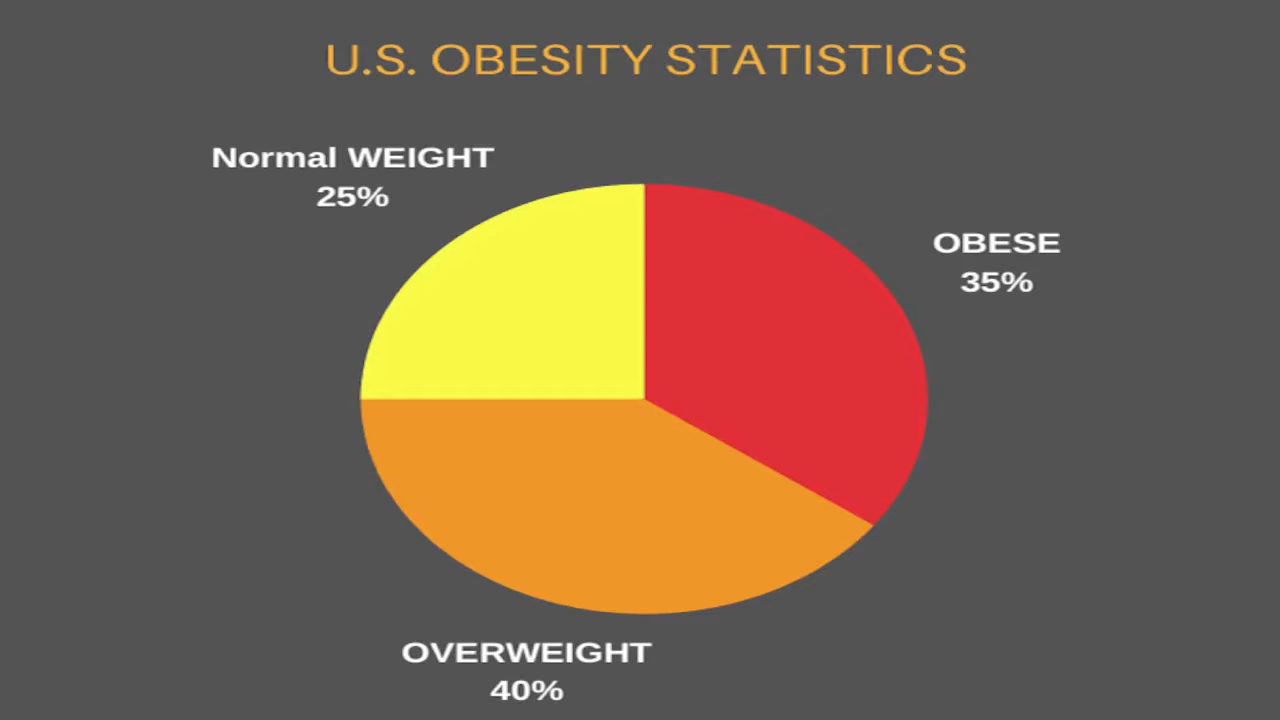 U.S. OBESITY STATISTICS
Normal WEIGHT
25%
OBESE
35%
OVERWEIGHT
40%